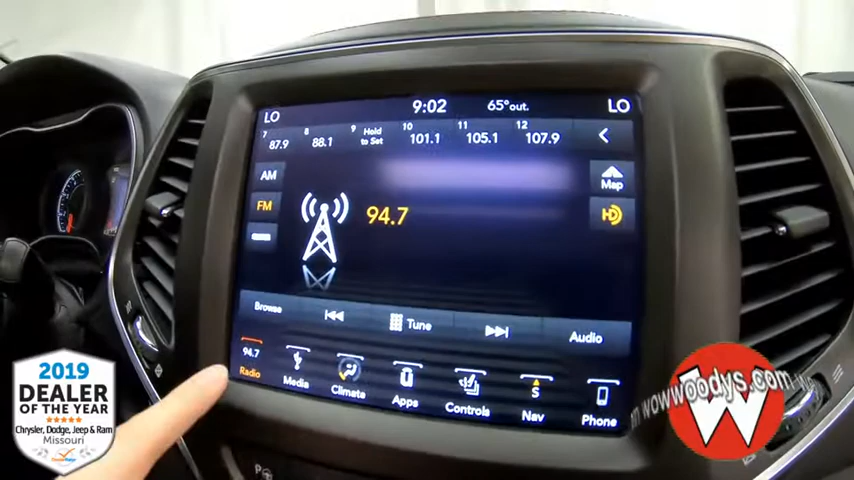 LO 9:02 65°out. LO
7 87.9 8 88.1 9 Hold to Set 10 101.1 11 105.1 12 107.9
AM
Map
FM
94.7
HD
Browse Tune Audio
94.7
Radio Media Climate Apps Controls S Nav Phone
P
2019
DEALER
OF THE YEAR
Missouri
Chrysler, Dodge, Jeep & Ram
wowwoodys.com
W